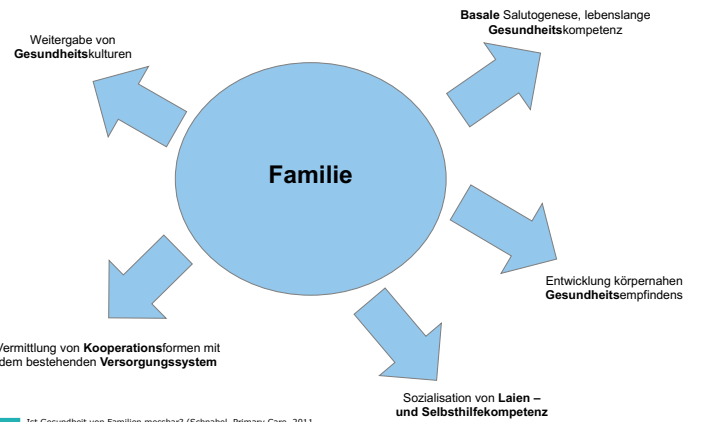 Basale Salutogenese, lebenslange
Gesundheitskompetenz
Weitergabe von
Gesundheitskulturen
Familie
Entwicklung körpernahen
Gesundheitsempfindens
Vermittlung von Kooperationsformen mit
dem bestehenden Versorgungssystem
Sozialisation von Laien –
und Selbsthilfekompetenz
Ist Gesundheit von Familien messbar? (Schnabel, Primary Care, 2011